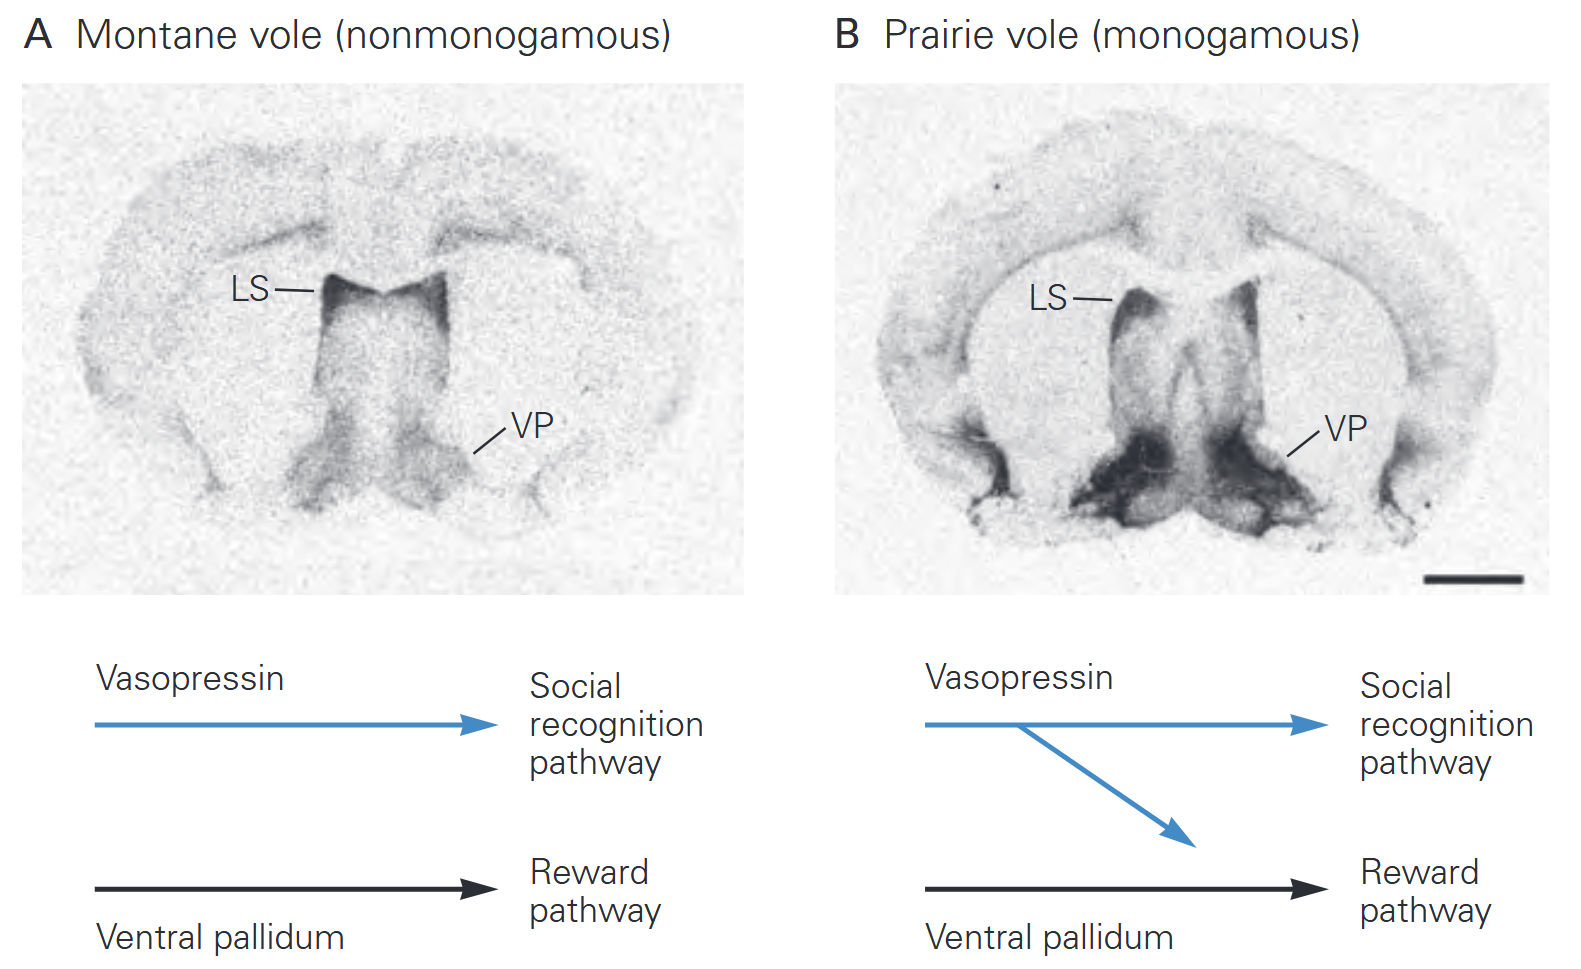 A Montane vole (nonmonogamous)
LS
VP
Vasopressin
Social
recognition
pathway
Reward
pathway
Ventral pallidum
B Prairie vole (monogamous)
LS
VP
Vasopressin
Social
recognition
pathway
Reward
pathway
Ventral pallidum